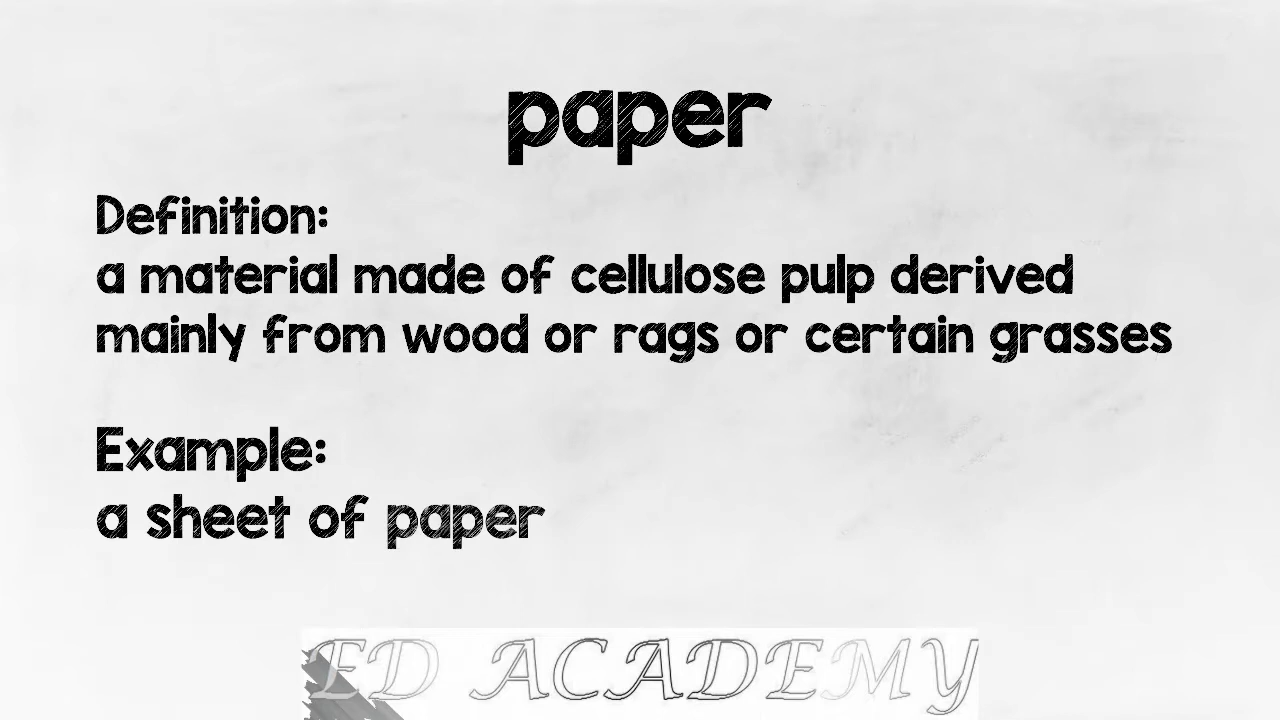 paper
Definition:
a material made of cellulose pulp derived
mainly from wood or rags or certain grasses
Example:
a sheet of paper
ED ACADEMY